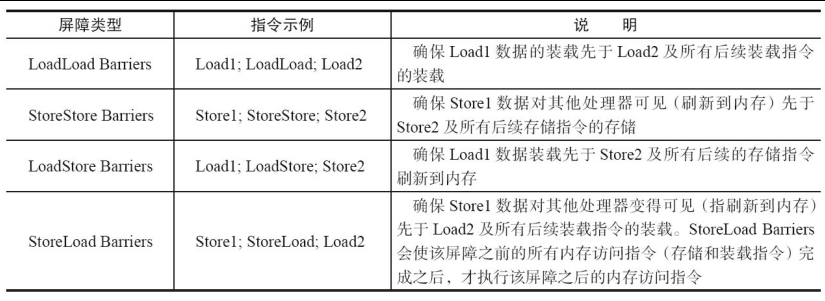 屏障类型 指令示例 说 明
LoadLoad Barriers Load1; LoadLoad; Load2 确保 Load1 数据的装载先于 Load2 及所有后续装载指令
的装载
StoreStore Barriers Store1; StoreStore; Store2 确保 Store1 数据对其他处理器可见（刷新到内存）先于
Store2 及所有后续存储指令的存储
LoadStore Barriers Load1; LoadStore; Store2 确保 Load1 数据装载先于 Store2 及所有后续的存储指令
刷新到内存
StoreLoad Barriers Store1; StoreLoad; Load2 确保 Store1 数据对其他处理器变得可见（指刷新到内存）
先于 Load2 及所有后续装载指令的装载。StoreLoad Barriers
会使该屏障之前的所有内存访问指令（存储和装载指令）完
成之后，才执行该屏障之后的内存访问指令